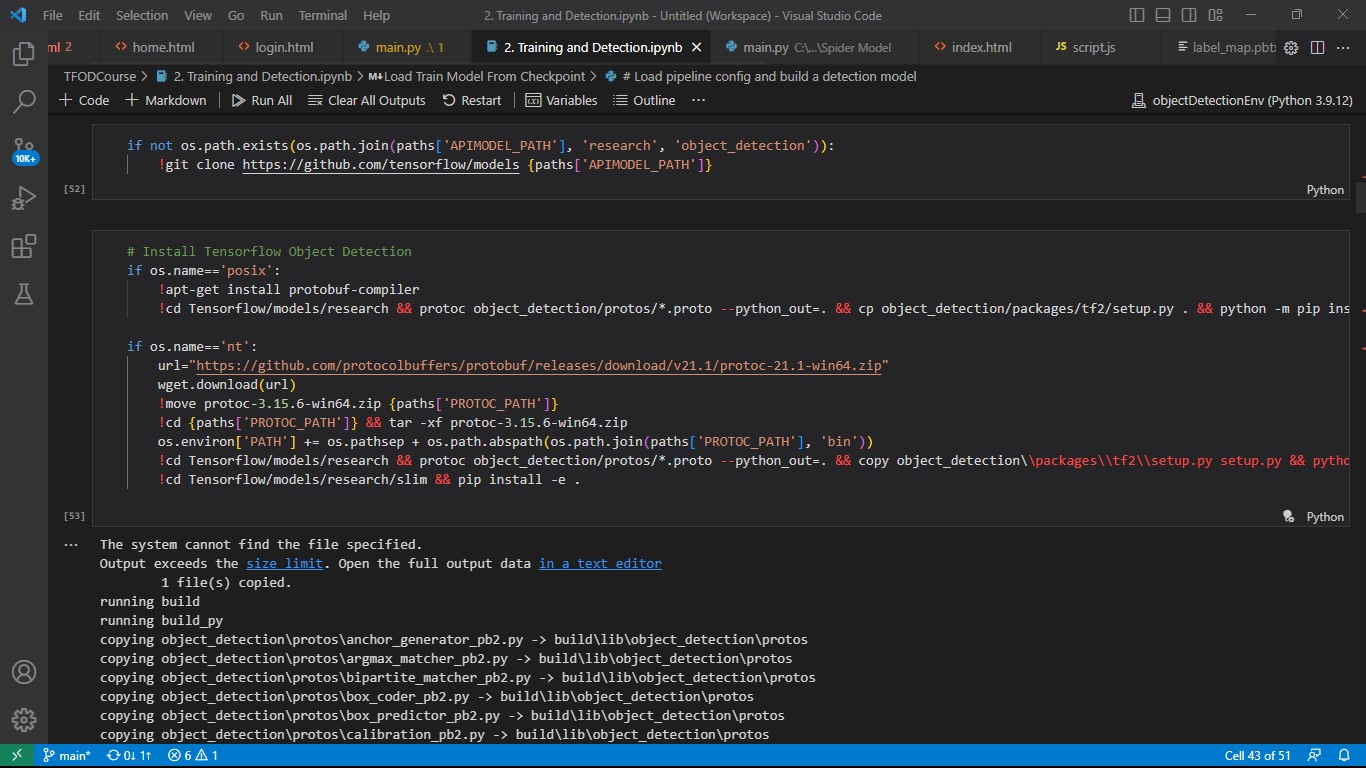 File Edit Selection View Go Run Terminal Help 2. Training and Detection.ipynb - Untitled (Workspace) - Visual Studio Code
ml 2 home.html login.html main.py .\ 1 2. Training and Detection.ipynb main.py C:\...\Spider Model index.html JS script.js label_map.pbt
TFODCourse > 2. Training and Detection.ipynb > M↓Load Train Model From Checkpoint > # Load pipeline config and build a detection model
+ Code + Markdown Run All Clear All Outputs Restart Variables Outline ··· objectDetectionEnv (Python 3.9.12)
10K+
if not os.path.exists(os.path.join(paths['APIMODEL_PATH'], 'research', 'object_detection')):
!git clone https://github.com/tensorflow/models {paths['APIMODEL_PATH']}
[52] Python
# Install Tensorflow Object Detection
if os.name=='posix':
!apt-get install protobuf-compiler
!cd Tensorflow/models/research && protoc object_detection/protos/*.proto --python_out=. && cp object_detection/packages/tf2/setup.py . && python -m pip ins
if os.name=='nt':
url="https://github.com/protocolbuffers/protobuf/releases/download/v21.1/protoc-21.1-win64.zip"
wget.download(url)
!move protoc-3.15.6-win64.zip {paths['PROTOC_PATH']}
!cd {paths['PROTOC_PATH']} && tar -xf protoc-3.15.6-win64.zip
os.environ['PATH'] += os.pathsep + os.path.abspath(os.path.join(paths['PROTOC_PATH'], 'bin'))
!cd Tensorflow/models/research && protoc object_detection/protos/*.proto --python_out=. && copy object_detection\\packages\\tf2\\setup.py setup.py && pytho
!cd Tensorflow/models/research/slim && pip install -e .
[53] Python
··· The system cannot find the file specified.
Output exceeds the size limit. Open the full output data in a text editor
1 file(s) copied.
running build
running build_py
copying object_detection\protos\anchor_generator_pb2.py -> build\lib\object_detection\protos
copying object_detection\protos\argmax_matcher_pb2.py -> build\lib\object_detection\protos
copying object_detection\protos\bipartite_matcher_pb2.py -> build\lib\object_detection\protos
copying object_detection\protos\box_coder_pb2.py -> build\lib\object_detection\protos
copying object_detection\protos\box_predictor_pb2.py -> build\lib\object_detection\protos
copying object_detection\protos\calibration_pb2.py -> build\lib\object_detection\protos
main* 0↓ 1↑ 6 1 Cell 43 of 51